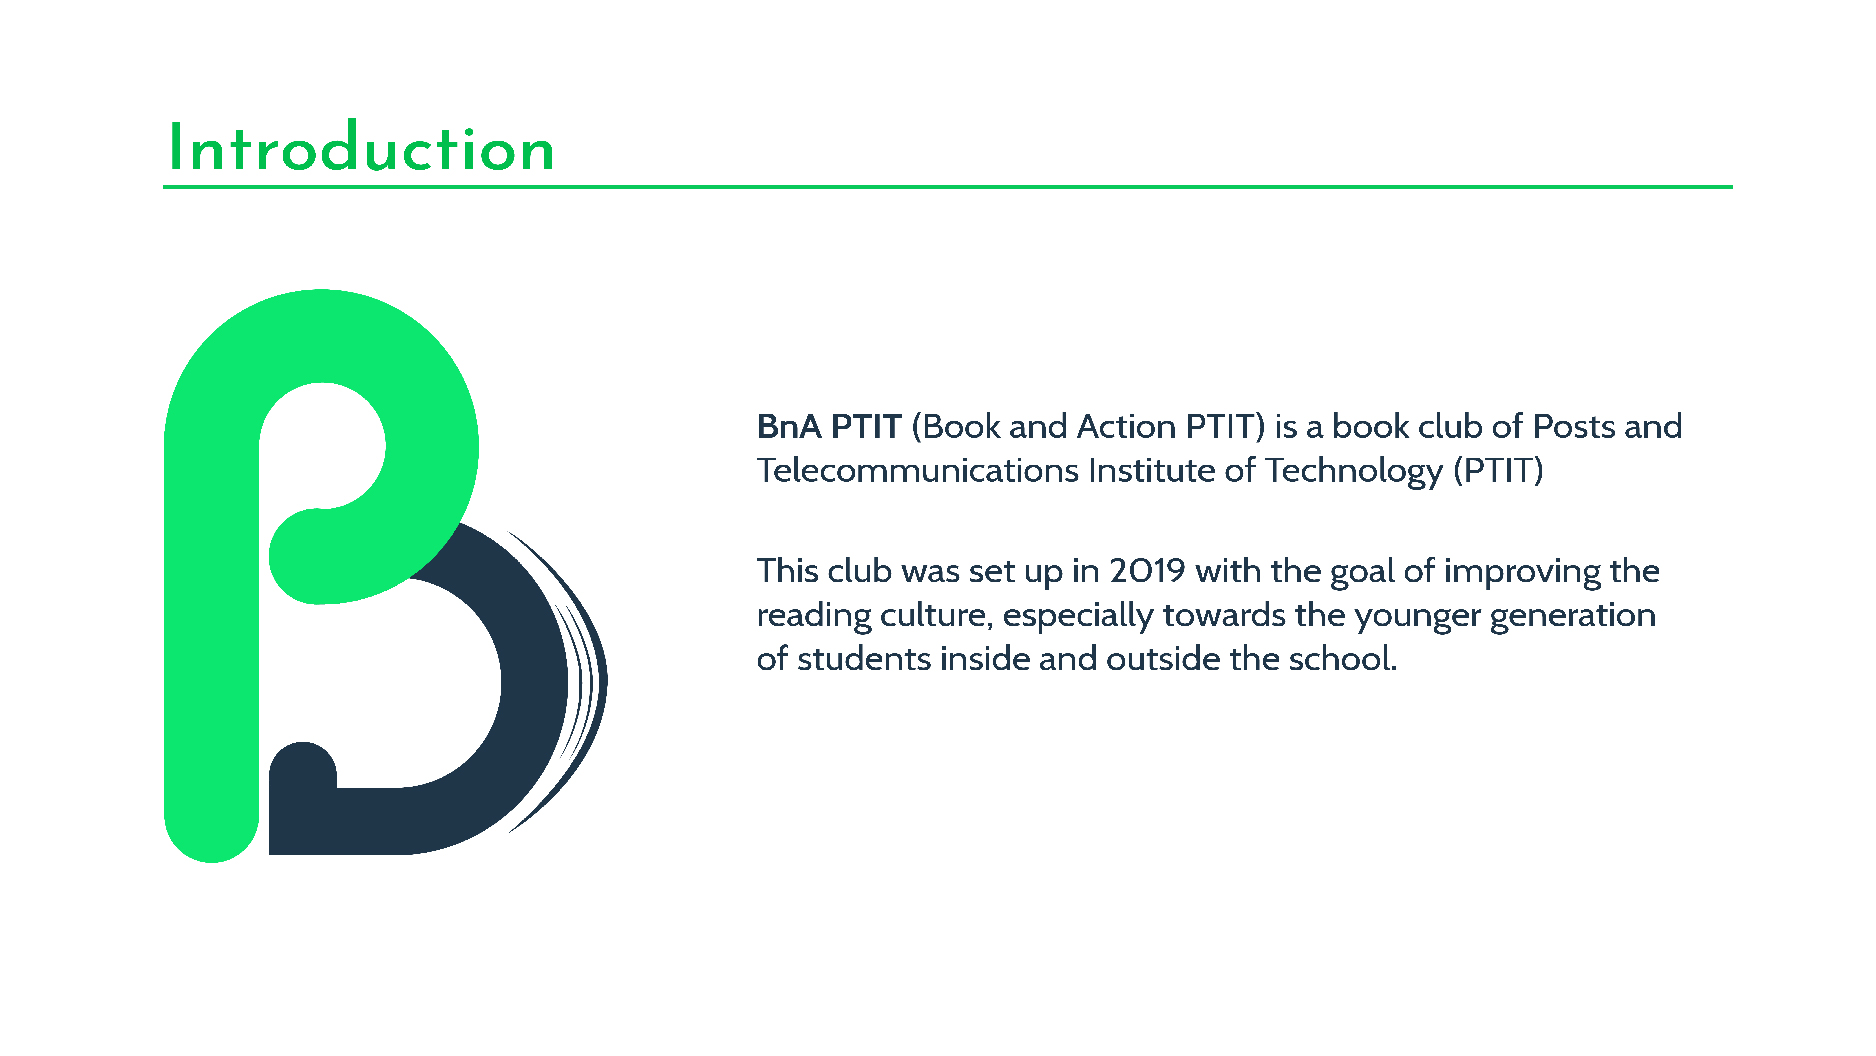 Introduction
BnA PTIT (Book and Action PTIT) is a book club of Posts and
Telecommunications Institute of Technology (PTIT)
This club was set up in 2019 with the goal of improving the
reading culture, especially towards the younger generation
of students inside and outside the school.